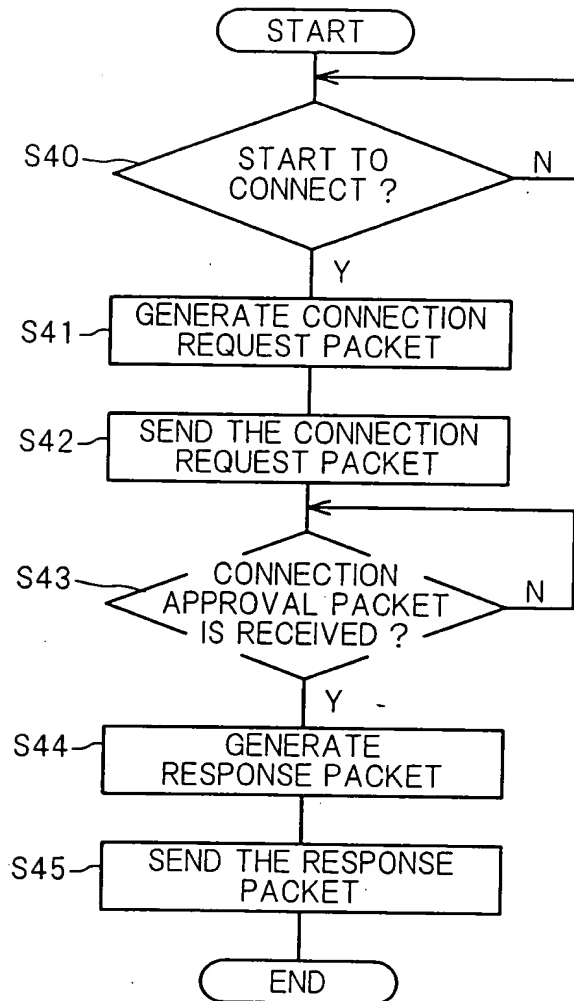 START
S40
START TO
CONNECT ?
N
Y
S41
GENERATE CONNECTION
REQUEST PACKET
S42
SEND THE CONNECTION
REQUEST PACKET
S43
CONNECTION
APPROVAL PACKET
IS RECEIVED ?
N
Y
S44
GENERATE
RESPONSE PACKET
S45
SEND THE RESPONSE
PACKET
END